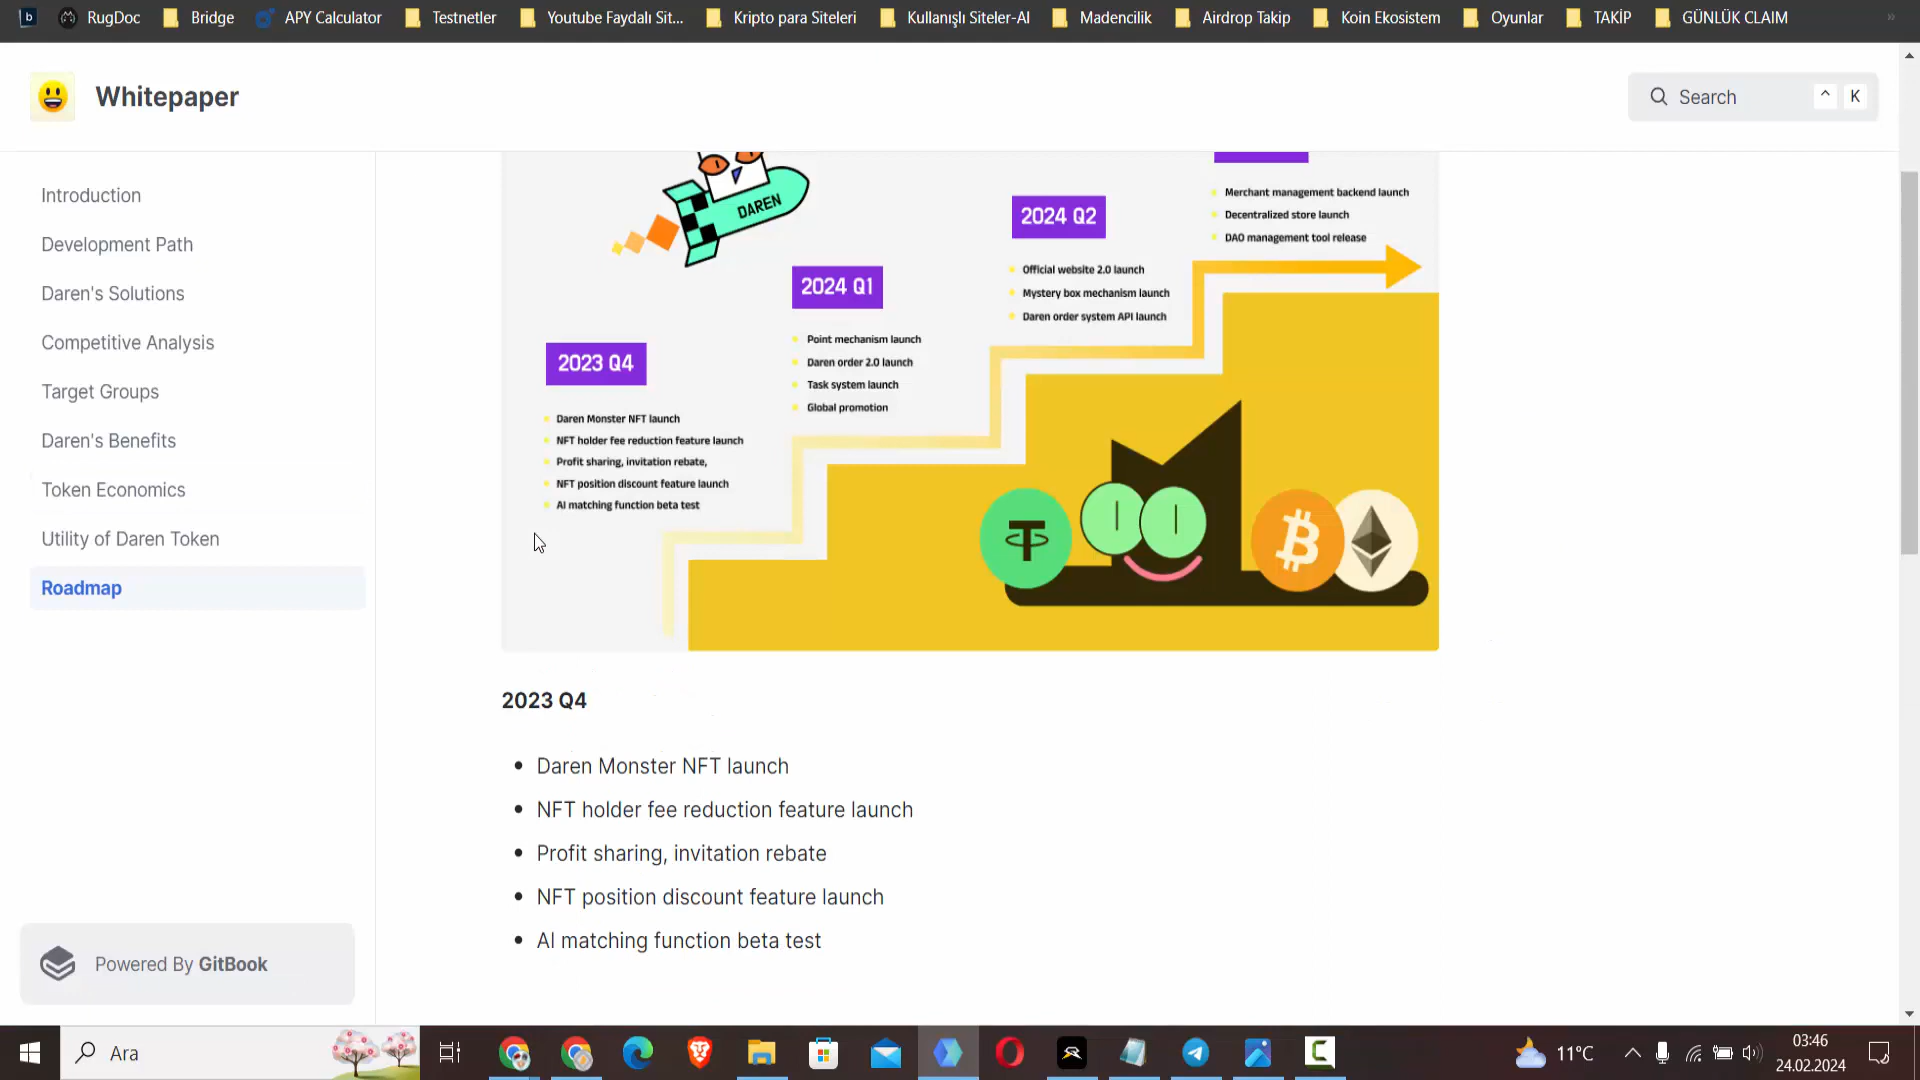 b RugDoc Bridge APY Calculator Testnetler Youtube Faydalı Sit... Kripto para Siteleri Kullanışlı Siteler-AI Madencilik Airdrop Takip Koin Ekosistem Oyunlar TAKİP GÜNLÜK CLAIM »
Whitepaper
Search ^ K
Introduction
Development Path
Daren's Solutions
Competitive Analysis
Target Groups
Daren's Benefits
Token Economics
Utility of Daren Token
Roadmap
Powered By GitBook
DAREN
Merchant management backend launch
Decentralized store launch
DAO management tool release
2024 Q2
Official website 2.0 launch
Mystery box mechanism launch
Daren order system API launch
2024 Q1
Point mechanism launch
Daren order 2.0 launch
Task system launch
Global promotion
2023 Q4
Daren Monster NFT launch
NFT holder fee reduction feature launch
Profit sharing, invitation rebate,
NFT position discount feature launch
AI matching function beta test
2023 Q4
• Daren Monster NFT launch
• NFT holder fee reduction feature launch
• Profit sharing, invitation rebate
• NFT position discount feature launch
• AI matching function beta test
Ara
11°C
03:46
24.02.2024